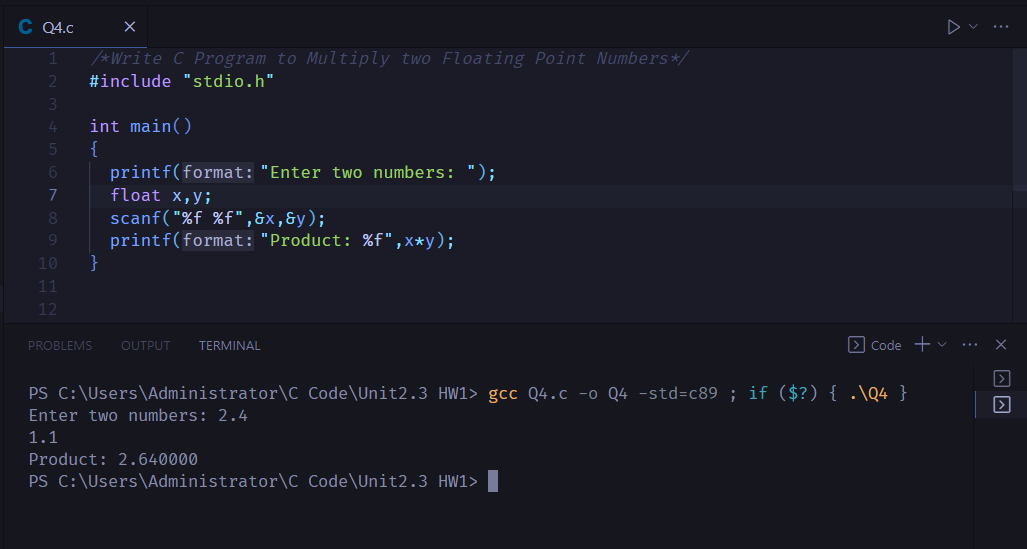 C Q4.c
1 /*Write C Program to Multiply two Floating Point Numbers*/
2 #include "stdio.h"
3
4 int main()
5 {
6 printf(format: "Enter two numbers: ");
7 float x,y;
8 scanf("%f %f",&x,&y);
9 printf(format: "Product: %f",x*y);
10 }
11
12
PROBLEMS OUTPUT TERMINAL Code
PS C:\Users\Administrator\C Code\Unit2.3 HW1> gcc Q4.c -o Q4 -std=c89 ; if ($?) { .\Q4 }
Enter two numbers: 2.4
1.1
Product: 2.640000
PS C:\Users\Administrator\C Code\Unit2.3 HW1>